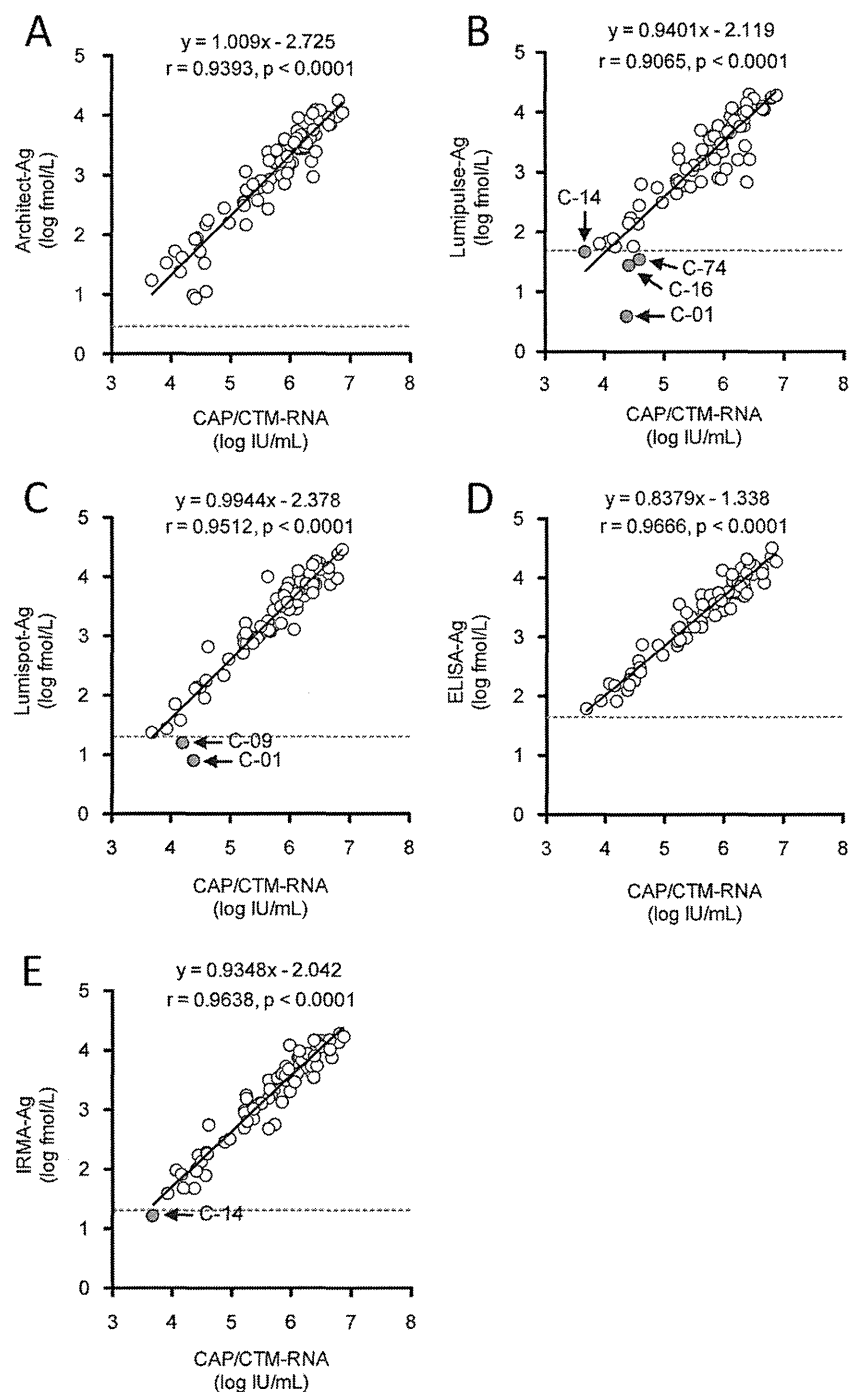 A
y = 1.009x - 2.725
r = 0.9393, p < 0.0001
Architect-Ag
(log fmol/L)
5
4
3
2
1
0
3 4 5 6 7 8
CAP/CTM-RNA
(log IU/mL)
B
y = 0.9401x - 2.119
r = 0.9065, p < 0.0001
Lumipulse-Ag
(log fmol/L)
5
4
3
2
1
0
C-14
C-74
C-16
C-01
3 4 5 6 7 8
CAP/CTM-RNA
(log IU/mL)
C
y = 0.9944x - 2.378
r = 0.9512, p < 0.0001
Lumispot-Ag
(log fmol/L)
5
4
3
2
1
0
C-09
C-01
3 4 5 6 7 8
CAP/CTM-RNA
(log IU/mL)
D
y = 0.8379x - 1.338
r = 0.9666, p < 0.0001
ELISA-Ag
(log fmol/L)
5
4
3
2
1
0
3 4 5 6 7 8
CAP/CTM-RNA
(log IU/mL)
E
y = 0.9348x - 2.042
r = 0.9638, p < 0.0001
IRMA-Ag
(log fmol/L)
5
4
3
2
1
0
C-14
3 4 5 6 7 8
CAP/CTM-RNA
(log IU/mL)